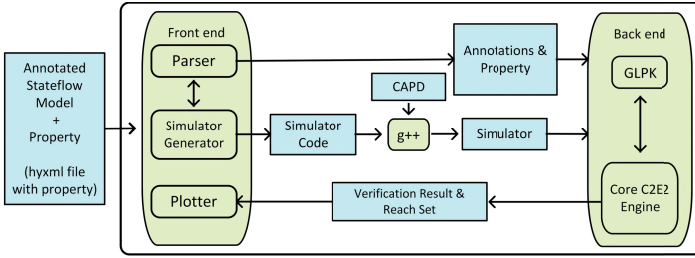 Front end
Back end
Annotated
Stateflow
Model
+
Property
(hyxml file
with property)
Parser
Annotations &
Property
GLPK
CAPD
Simulator
Generator
Simulator
Code
g++
Simulator
Plotter
Verification Result &
Reach Set
Core C2E2
Engine